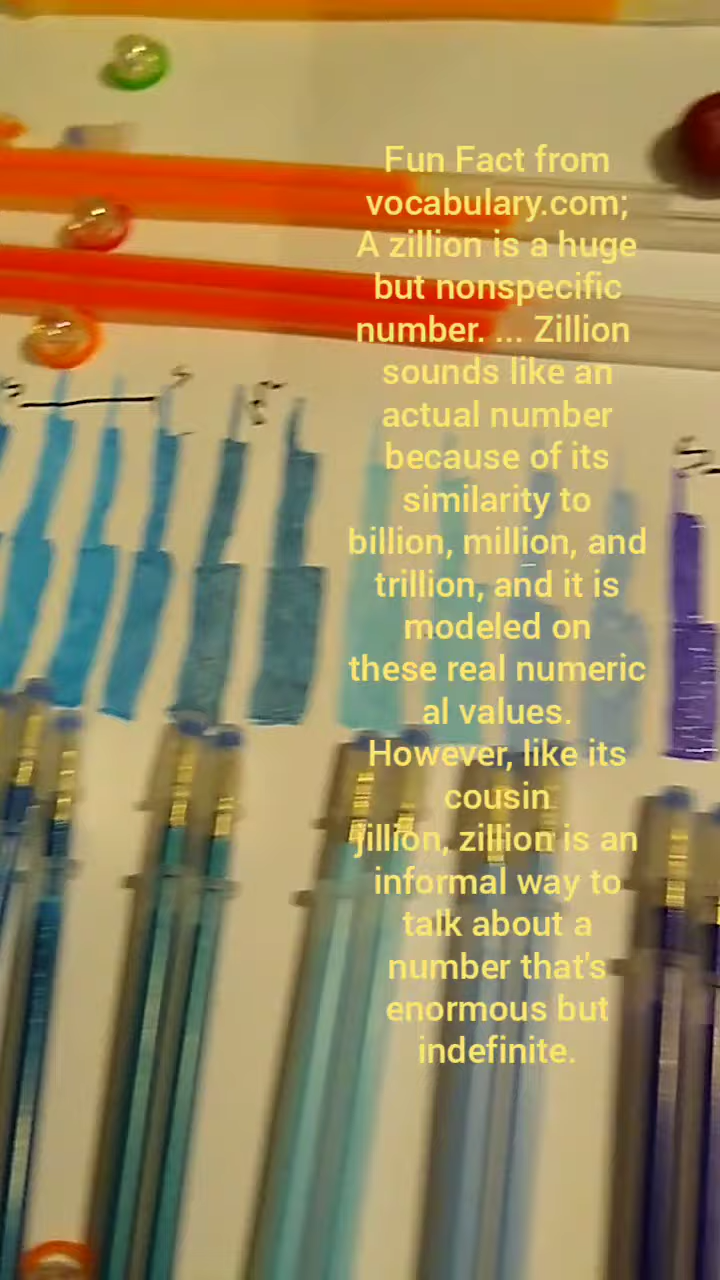 Fun Fact from
vocabulary.com;
A zillion is a huge
but nonspecific
number. ... Zillion
sounds like an
actual number
because of its
similarity to
billion, million, and
trillion, and it is
modeled on
these real numeric
al values.
However, like its
cousin
jillion, zillion is an
informal way to
talk about a
number that's
enormous but
indefinite.